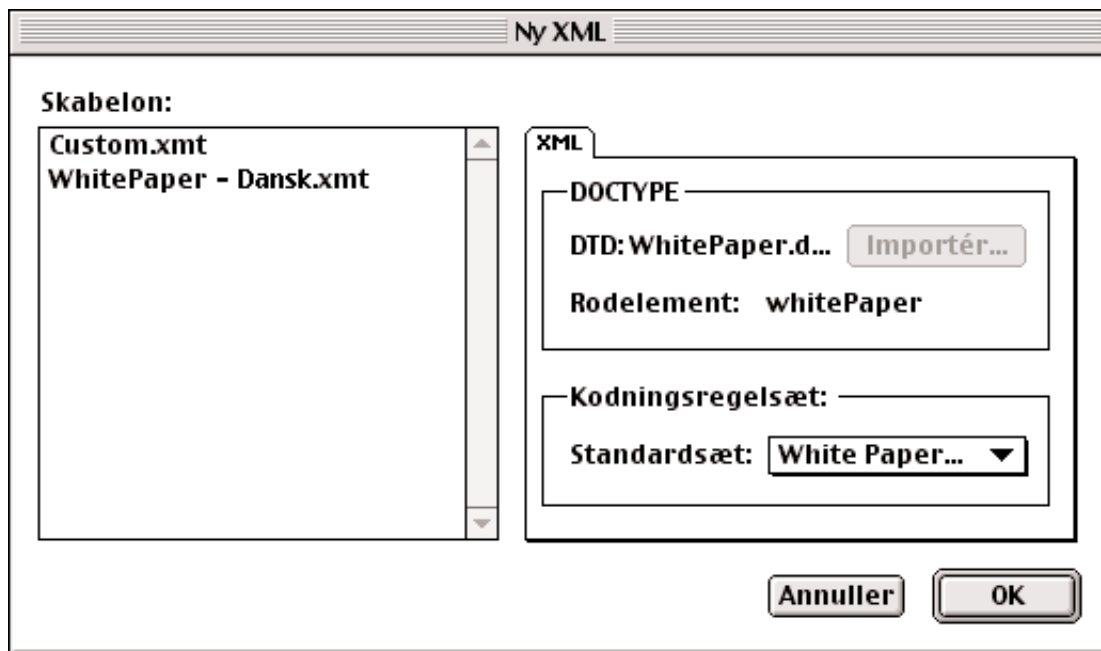 Ny XML
Skabelon:
Custom.xmt
WhitePaper - Dansk.xmt
XML
DOCTYPE
DTD: WhitePaper.d... Importér...
Rodelement: whitePaper
Kodningsregelsæt:
Standardsæt: White Paper...
Annuller OK